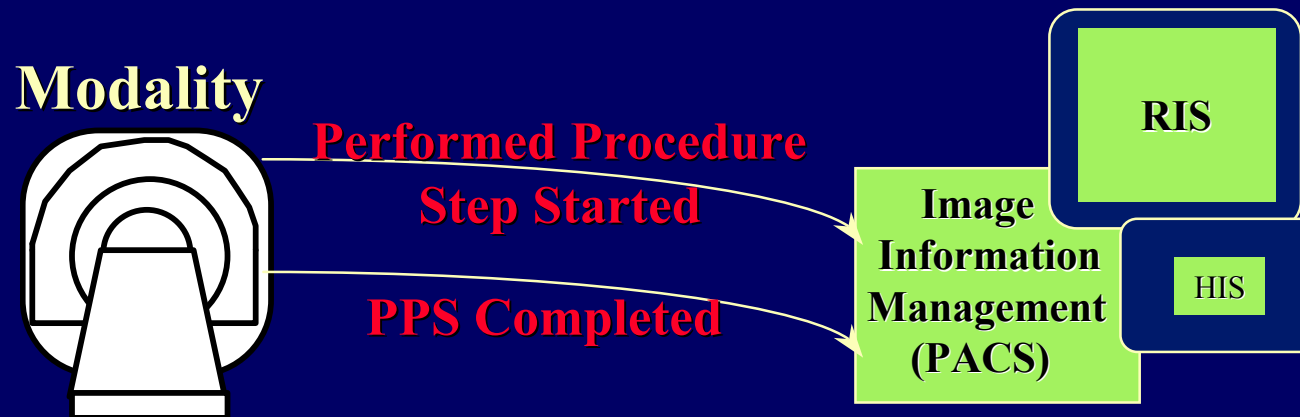 Modality
Performed Procedure
Step Started
PPS Completed
Image
Information
Management
(PACS)
RIS
HIS